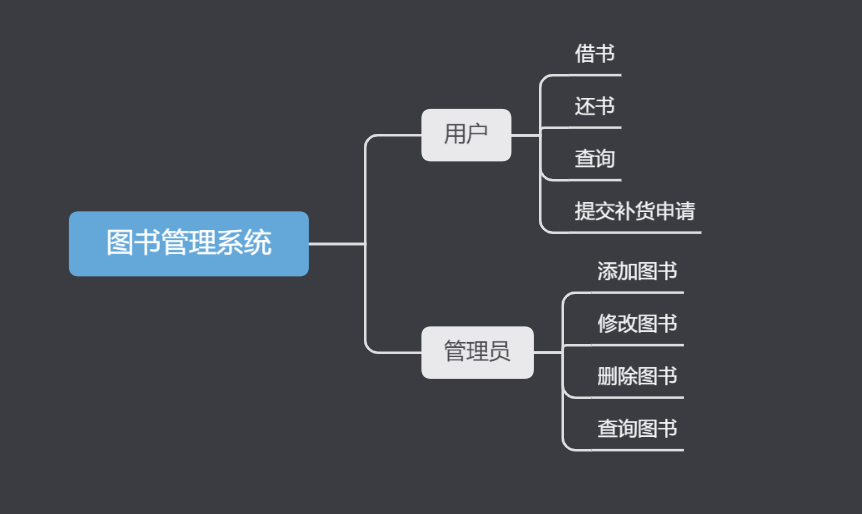 图书管理系统
用户
借书
还书
查询
提交补货申请
管理员
添加图书
修改图书
删除图书
查询图书